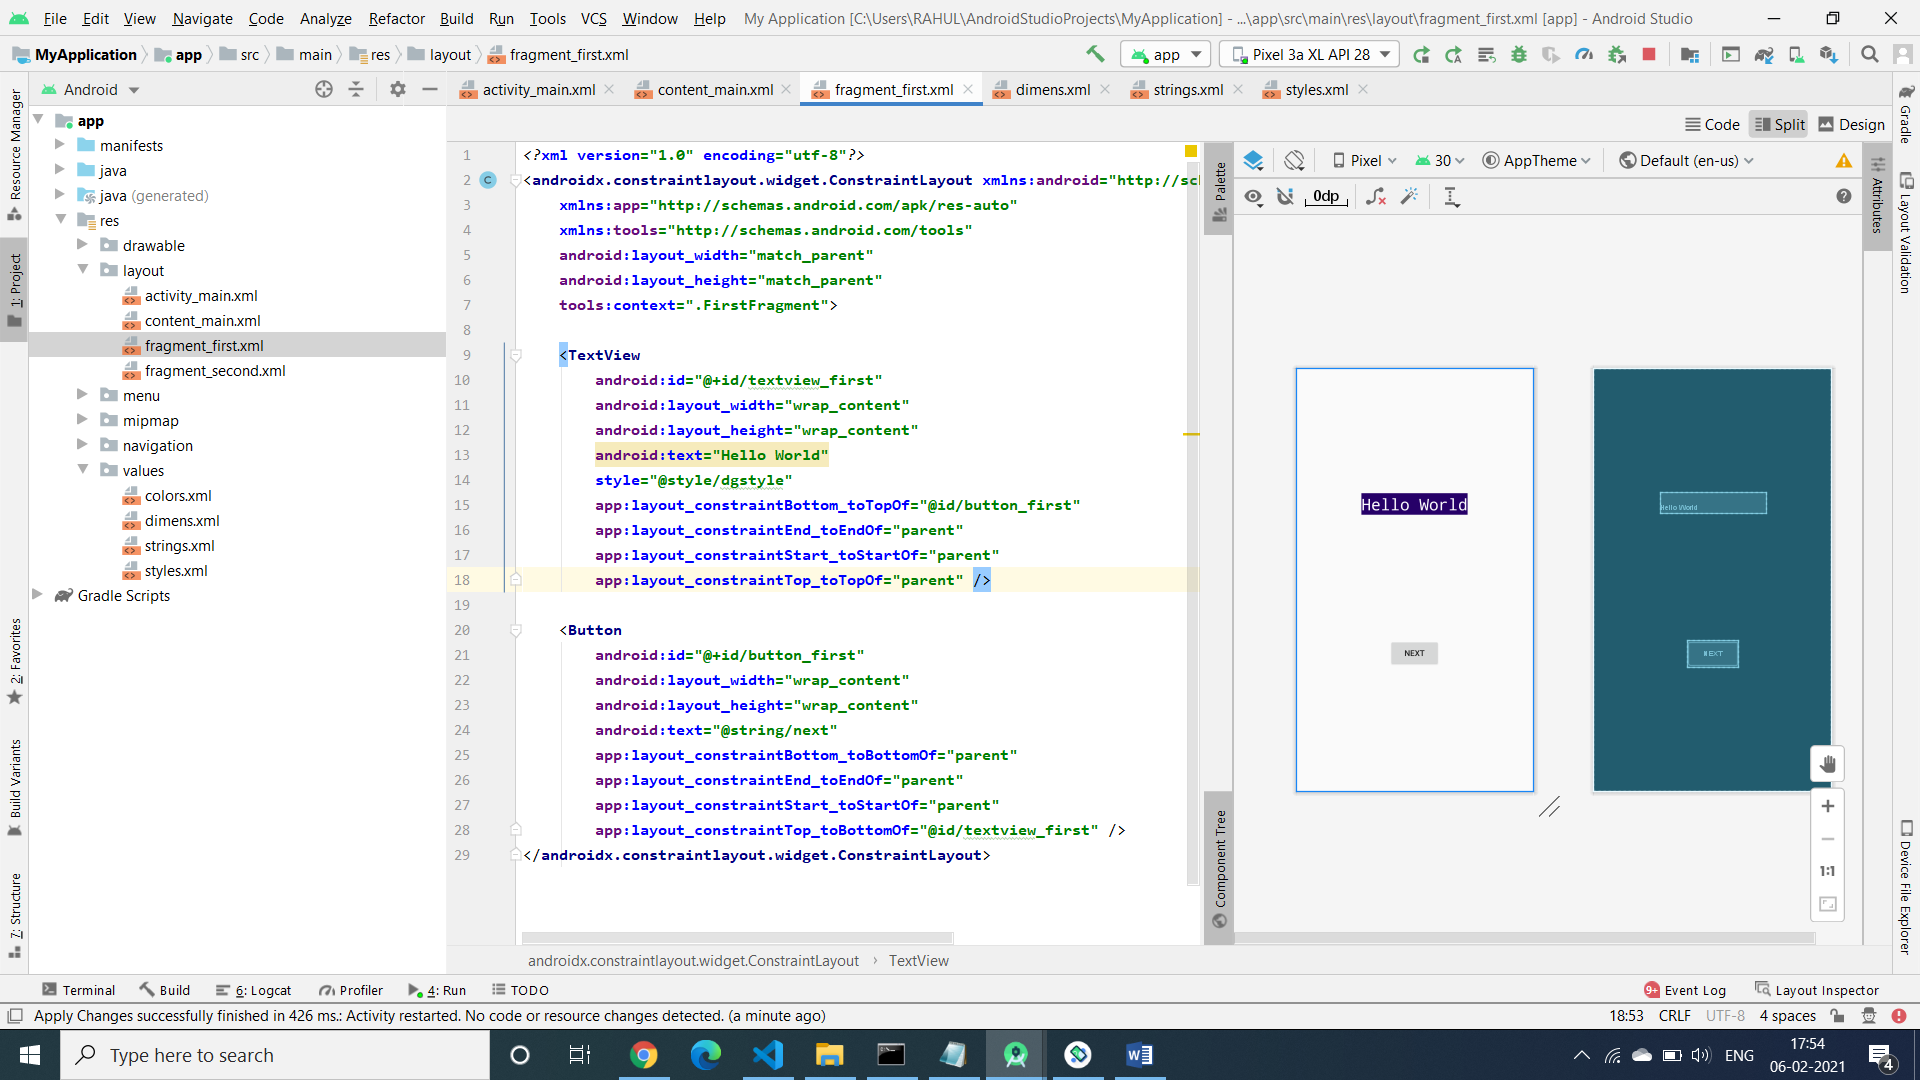 File Edit View Navigate Code Analyze Refactor Build Run Tools VCS Window Help My Application [C:\Users\RAHUL\AndroidStudioProjects\MyApplication] - ...\app\src\main\res\layout\fragment_first.xml [app] - Android Studio
MyApplication app src main res layout fragment_first.xml app Pixel 3a XL API 28
Android
activity_main.xml content_main.xml fragment_first.xml dimens.xml strings.xml styles.xml
Code Split Design
Resource Manager
1: Project
2: Favorites
Build Variants
7: Structure
app
manifests
java
java (generated)
res
drawable
layout
activity_main.xml
content_main.xml
fragment_first.xml
fragment_second.xml
menu
mipmap
navigation
values
colors.xml
dimens.xml
strings.xml
styles.xml
Gradle Scripts
1 <?xml version="1.0" encoding="utf-8"?>
2 C <androidx.constraintlayout.widget.ConstraintLayout xmlns:android="http://sc
3 xmlns:app="http://schemas.android.com/apk/res-auto"
4 xmlns:tools="http://schemas.android.com/tools"
5 android:layout_width="match_parent"
6 android:layout_height="match_parent"
7 tools:context=".FirstFragment">
8
9 <TextView
10 android:id="@+id/textview_first"
11 android:layout_width="wrap_content"
12 android:layout_height="wrap_content"
13 android:text="Hello World"
14 style="@style/dgstyle"
15 app:layout_constraintBottom_toTopOf="@id/button_first"
16 app:layout_constraintEnd_toEndOf="parent"
17 app:layout_constraintStart_toStartOf="parent"
18 app:layout_constraintTop_toTopOf="parent" />
19
20 <Button
21 android:id="@+id/button_first"
22 android:layout_width="wrap_content"
23 android:layout_height="wrap_content"
24 android:text="@string/next"
25 app:layout_constraintBottom_toBottomOf="parent"
26 app:layout_constraintEnd_toEndOf="parent"
27 app:layout_constraintStart_toStartOf="parent"
28 app:layout_constraintTop_toBottomOf="@id/textview_first" />
29 </androidx.constraintlayout.widget.ConstraintLayout>
androidx.constraintlayout.widget.ConstraintLayout › TextView
Palette
Component Tree
Pixel 30 AppTheme Default (en-us)
0dp
Hello World
NEXT
Hello World
NEXT
1:1
Attributes
Gradle
Layout Validation
Device File Explorer
Terminal Build 6: Logcat Profiler 4: Run TODO 9+ Event Log Layout Inspector
Apply Changes successfully finished in 426 ms.: Activity restarted. No code or resource changes detected. (a minute ago) 18:53 CRLF UTF-8 4 spaces
Type here to search
ENG
17:54
06-02-2021
4